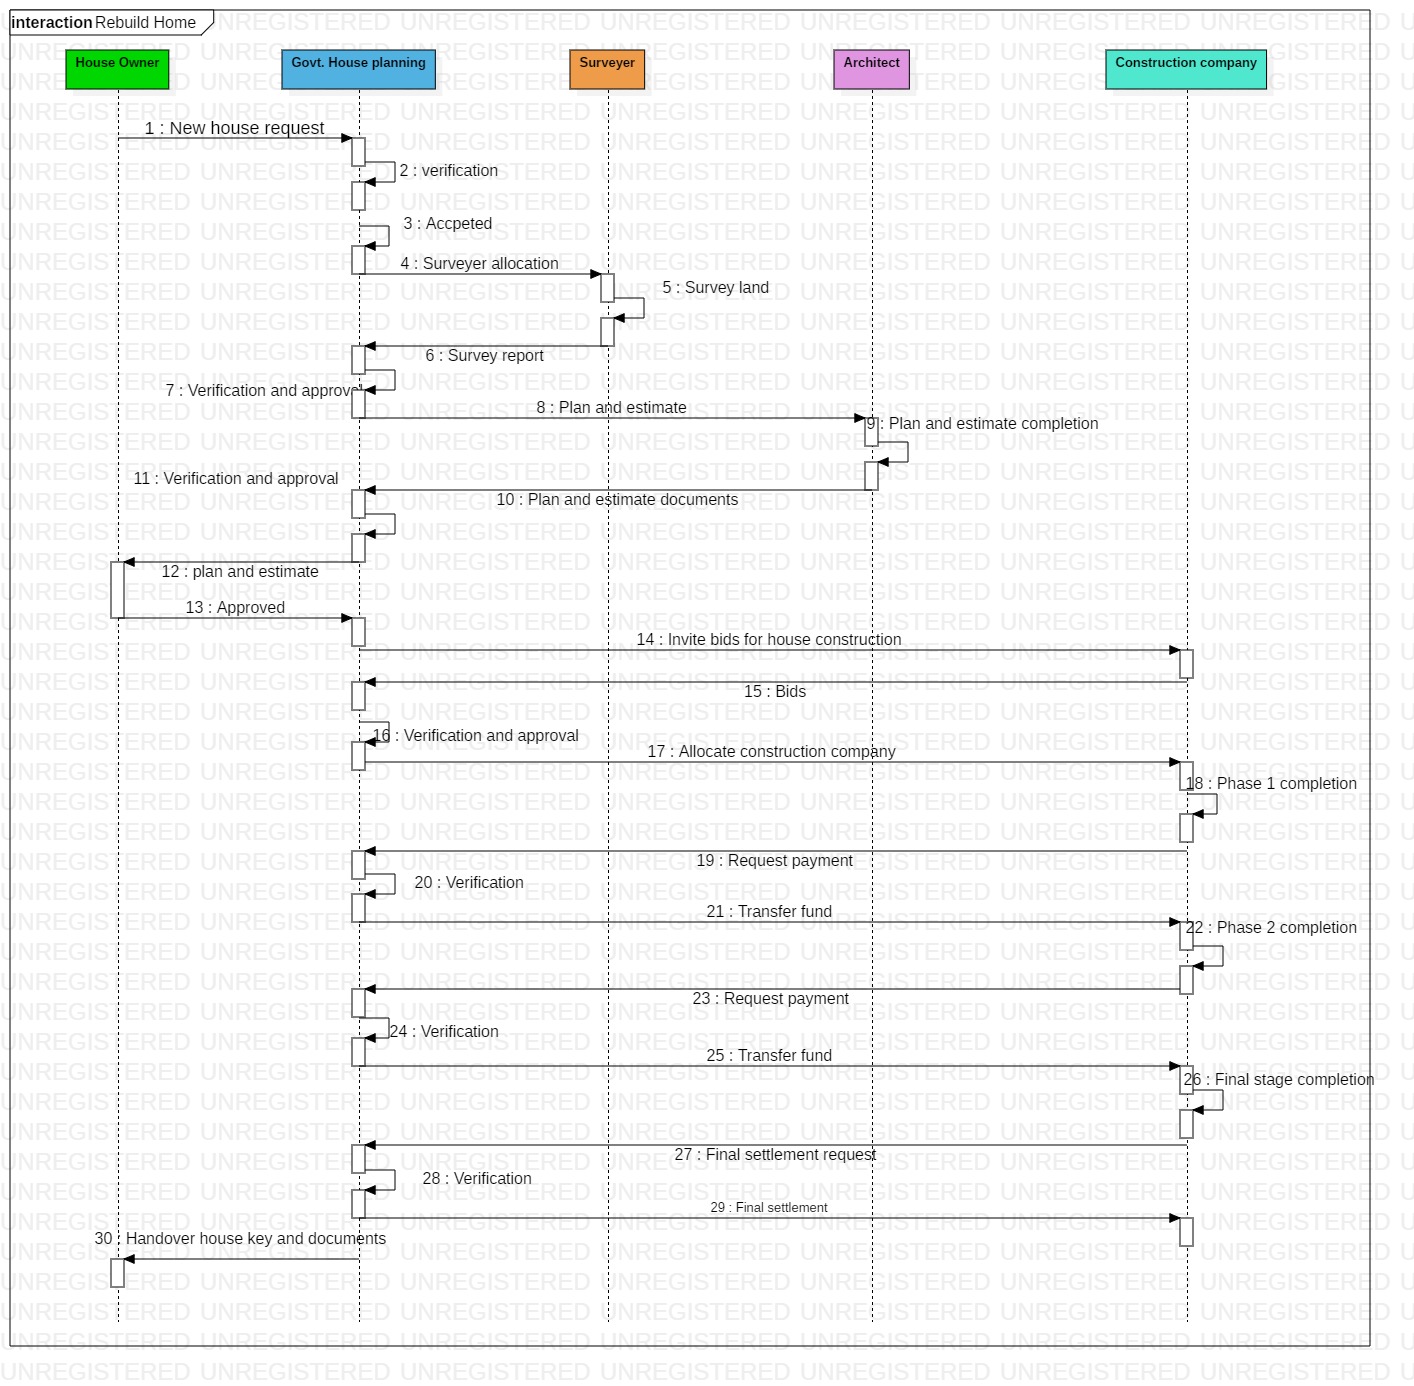 interaction Rebuild Home
House Owner
Govt. House planning
Surveyer
Architect
Construction company
1 : New house request
2 : verification
3 : Accpeted
4 : Surveyer allocation
5 : Survey land
6 : Survey report
7 : Verification and approval
8 : Plan and estimate
9 : Plan and estimate completion
11 : Verification and approval
10 : Plan and estimate documents
12 : plan and estimate
13 : Approved
14 : Invite bids for house construction
15 : Bids
16 : Verification and approval
17 : Allocate construction company
18 : Phase 1 completion
19 : Request payment
20 : Verification
21 : Transfer fund
22 : Phase 2 completion
23 : Request payment
24 : Verification
25 : Transfer fund
26 : Final stage completion
27 : Final settlement request
28 : Verification
29 : Final settlement
30 : Handover house key and documents
UNREGISTERED